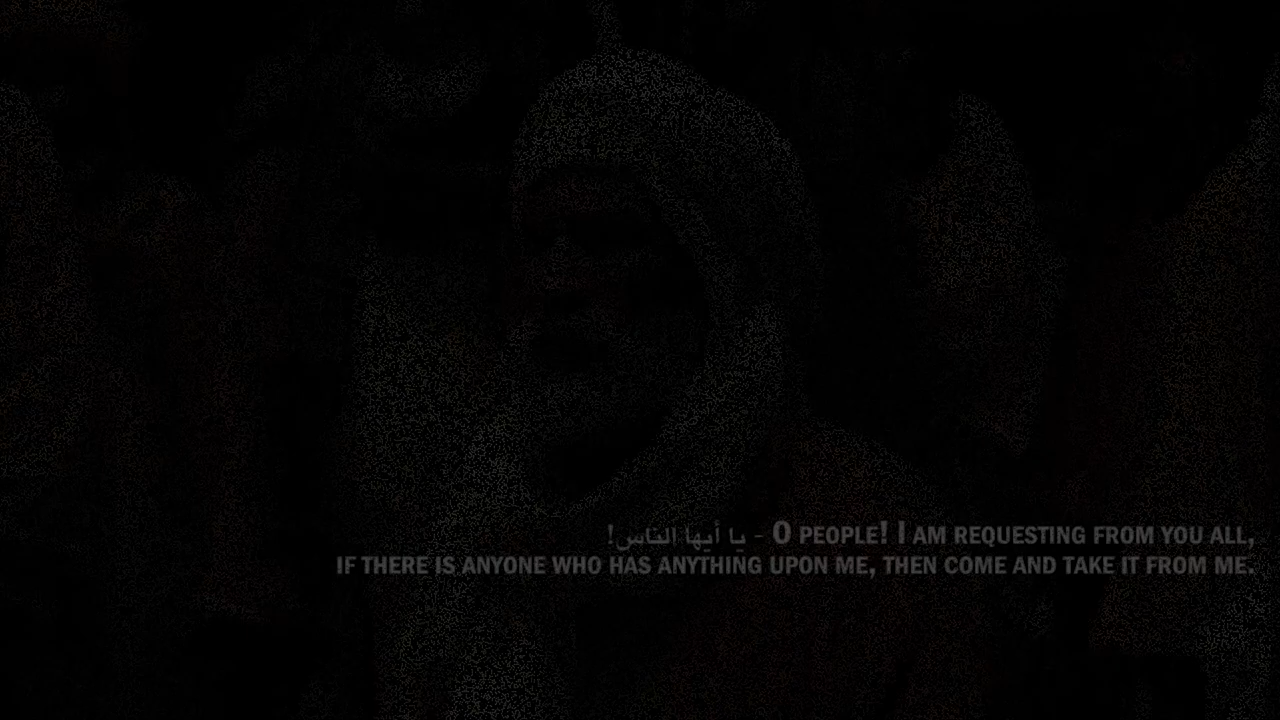 يا أيها الناس! - O PEOPLE! I AM REQUESTING FROM YOU ALL,
IF THERE IS ANYONE WHO HAS ANYTHING UPON ME, THEN COME AND TAKE IT FROM ME.